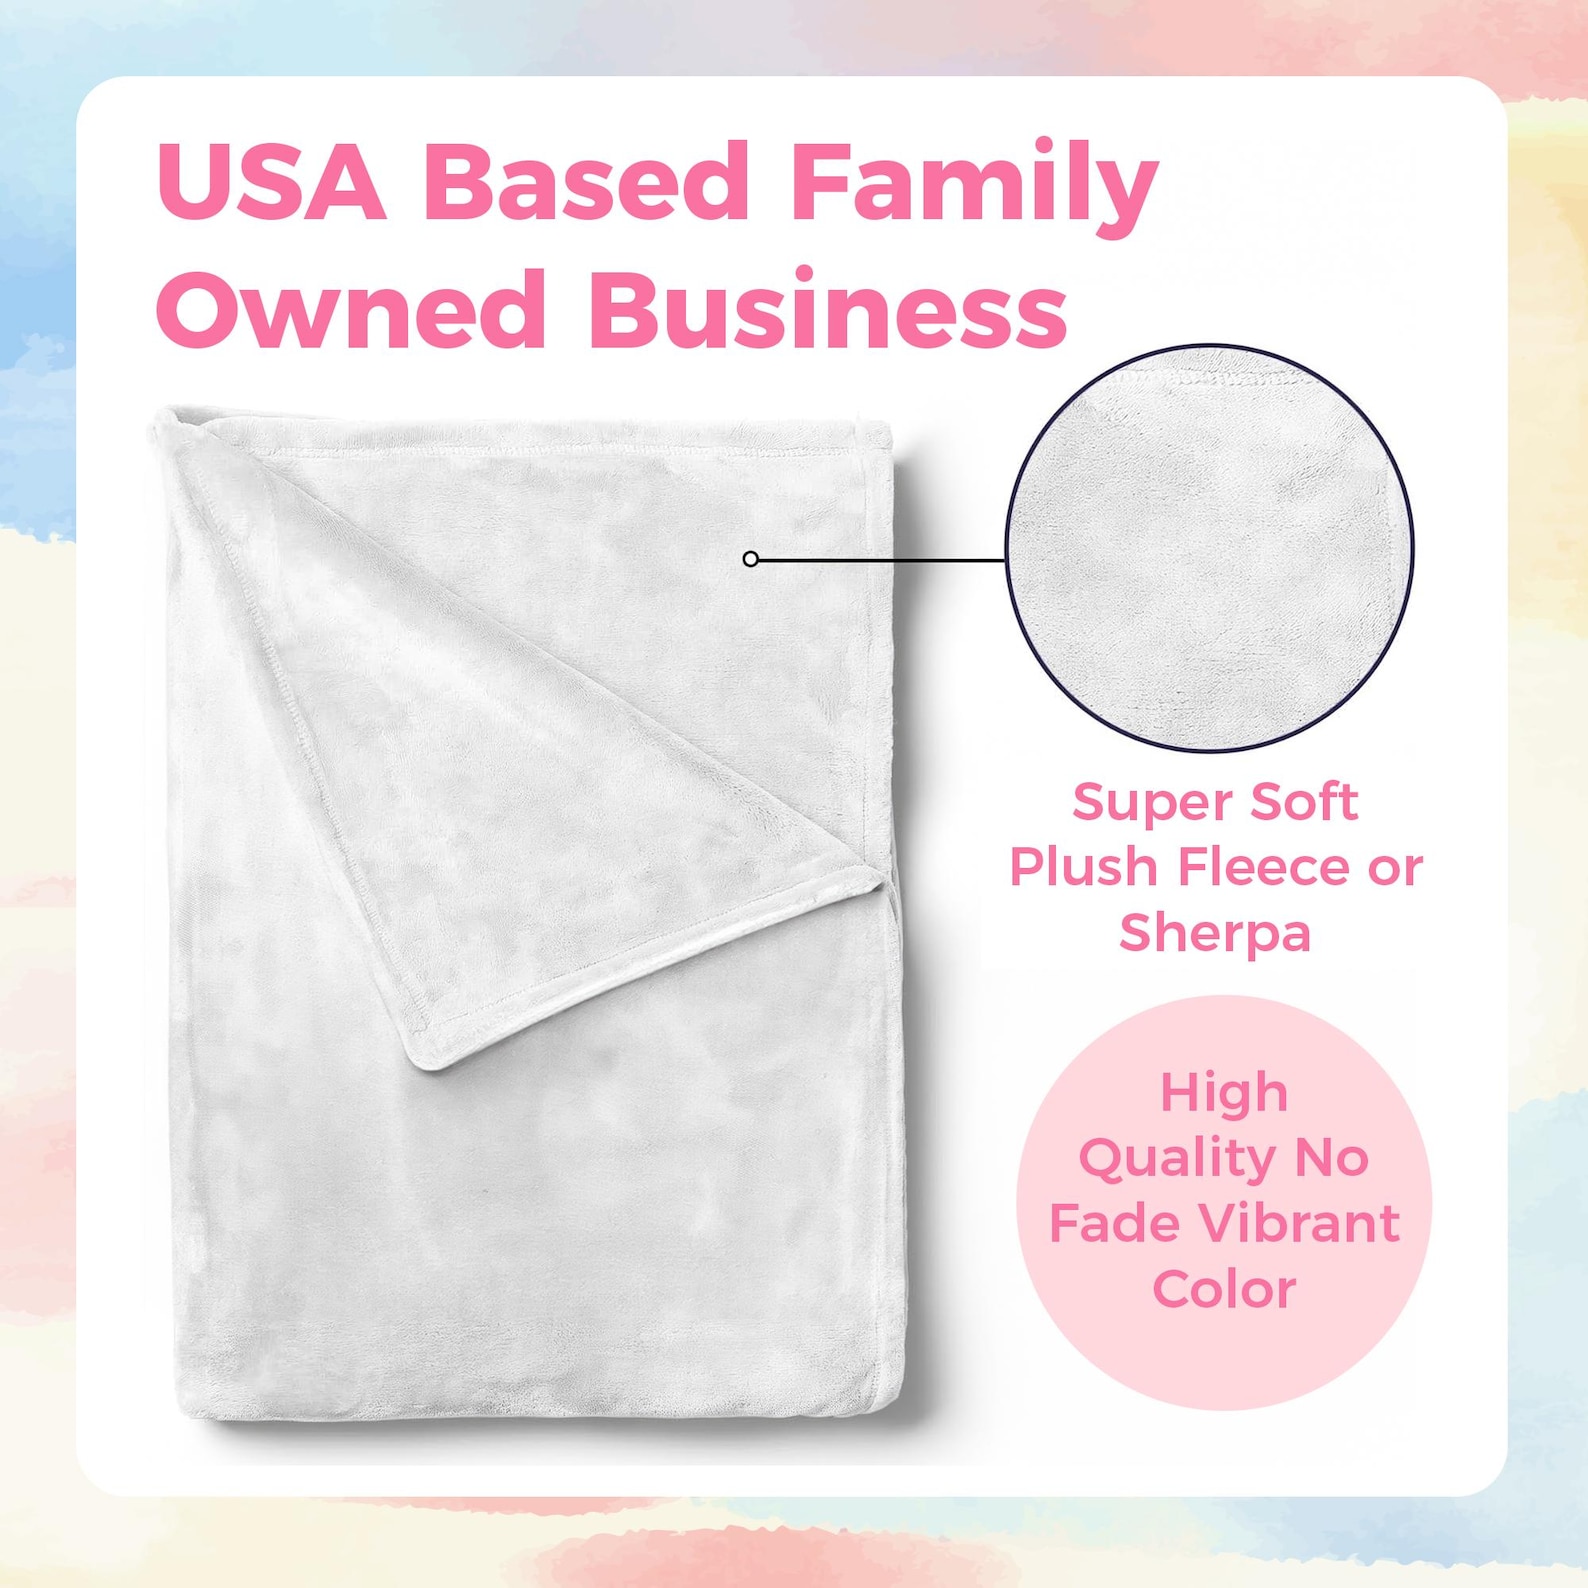 USA Based Family
Owned Business
Super Soft
Plush Fleece or
Sherpa
High
Quality No
Fade Vibrant
Color